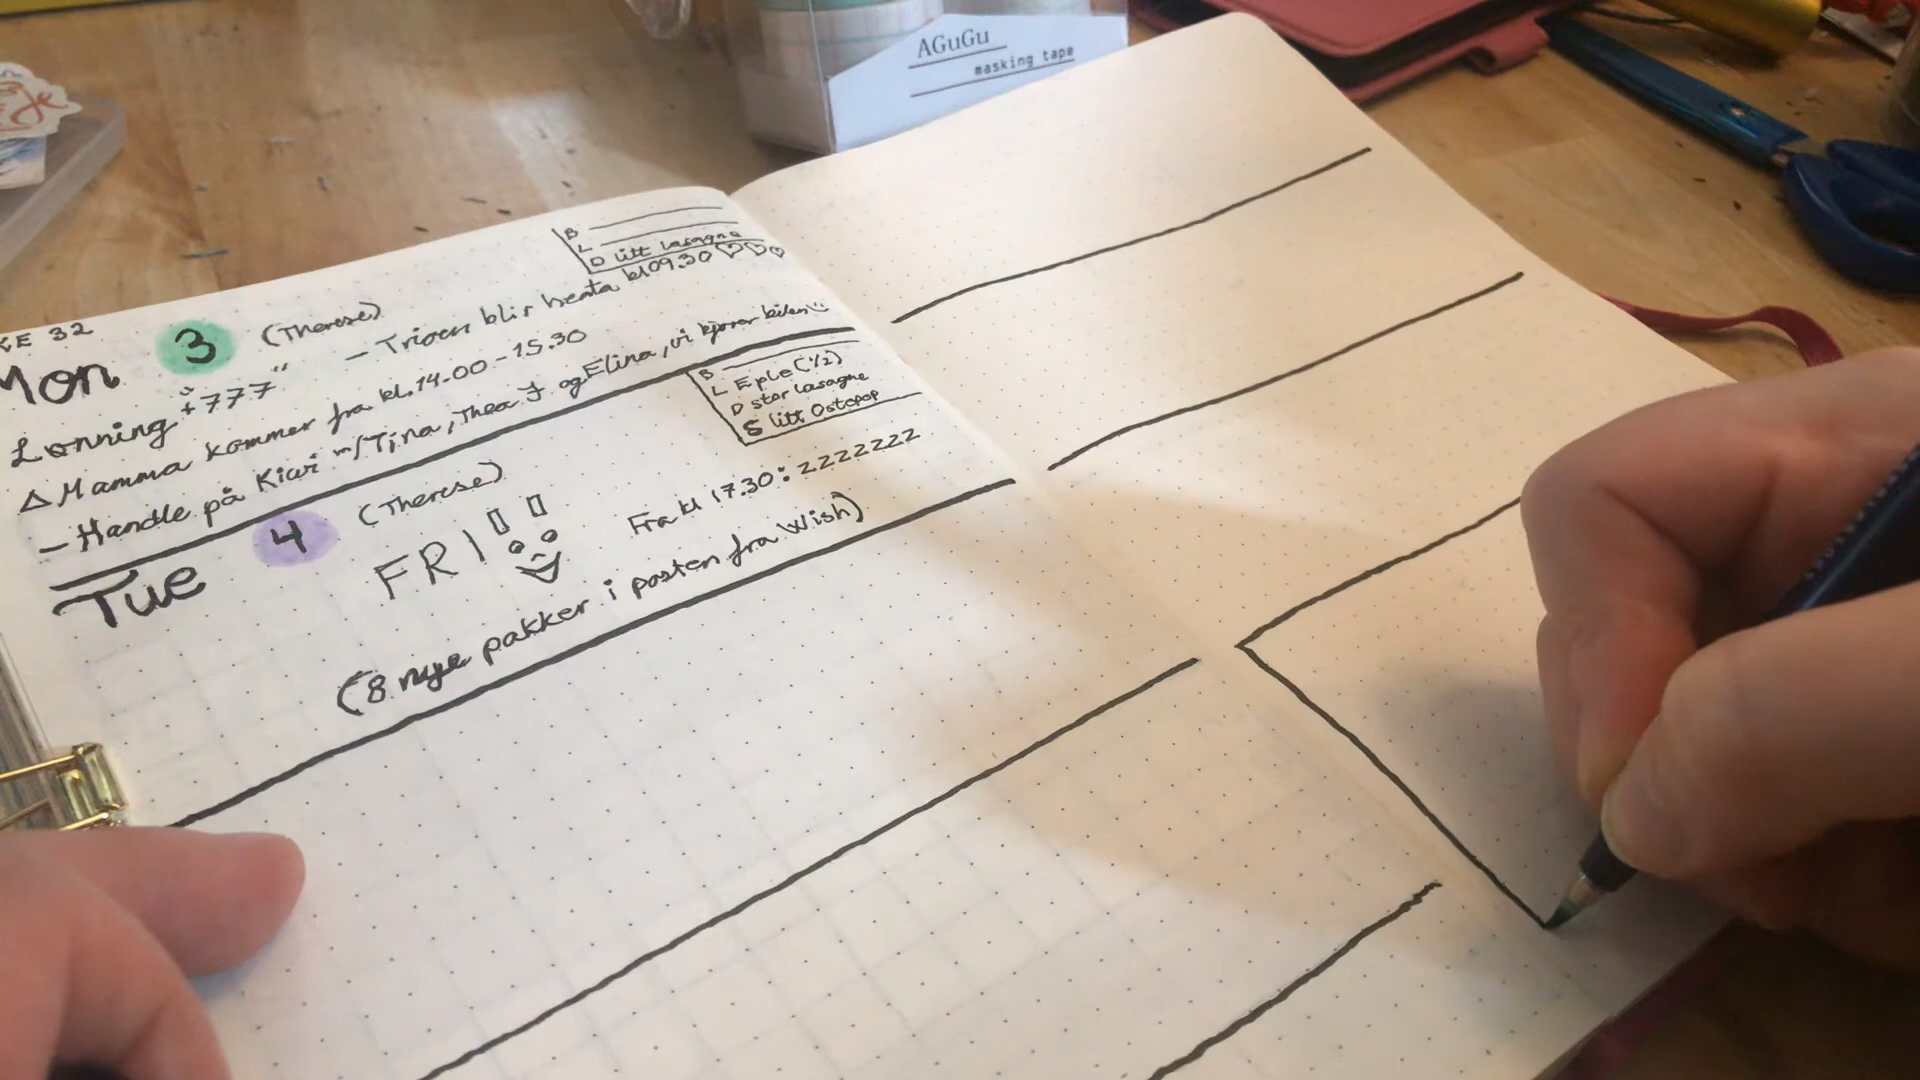 AGuGu
masking tape
KE 32
Mon 3 (Therese)
B
L
D litt lasagne
Lønning "+777" - Trioen blir henta kl 09.30 ♡♡♡
△ Mamma kommer fra kl. 14.00-15.30
- Handle på Kiwi m/Tina, Thea J og Elina, vi kjører bilen
Tue 4 (Therese)
B
L Eple (1/2)
D stor lasagne
S litt Ostepop
FRI!!
Fra kl 17.30: zzzzzzz
(8 nye pakker i posten fra Wish)